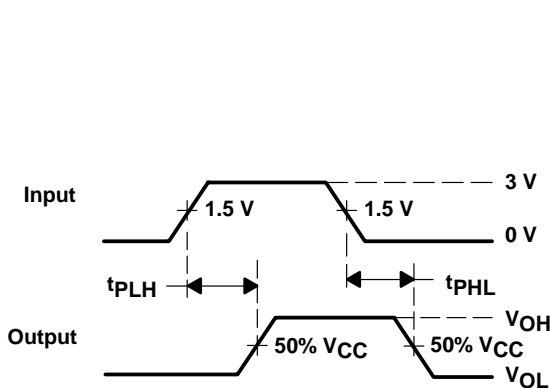 3 V
Input
1.5 V
1.5 V
0 V
tPLH
tPHL
VOH
Output
50% VCC
50% VCC
VOL